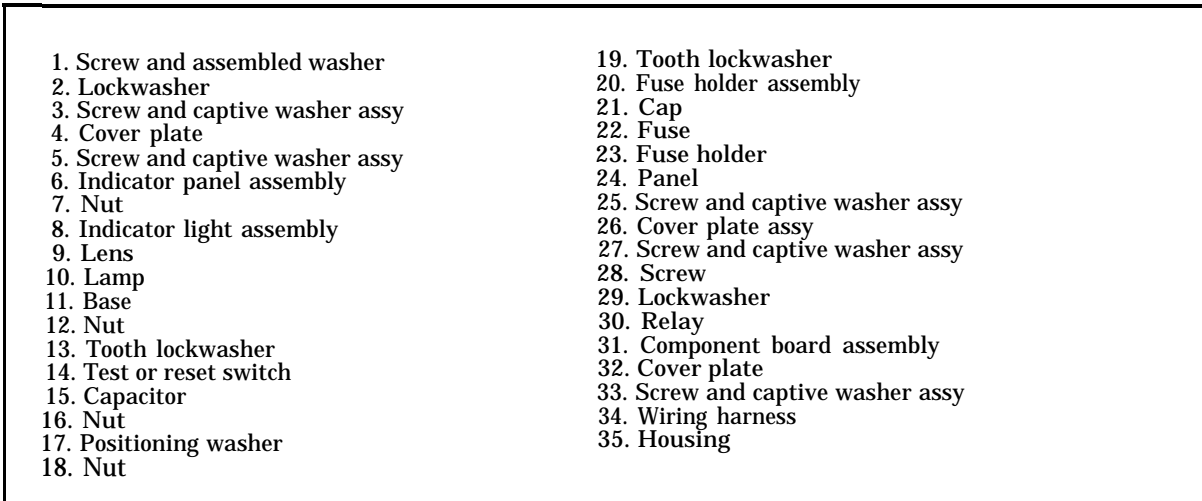 1. Screw and assembled washer
2. Lockwasher
3. Screw and captive washer assy
4. Cover plate
5. Screw and captive washer assy
6. Indicator panel assembly
7. Nut
8. Indicator light assembly
9. Lens
10. Lamp
11. Base
12. Nut
13. Tooth lockwasher
14. Test or reset switch
15. Capacitor
16. Nut
17. Positioning washer
18. Nut
19. Tooth lockwasher
20. Fuse holder assembly
21. Cap
22. Fuse
23. Fuse holder
24. Panel
25. Screw and captive washer assy
26. Cover plate assy
27. Screw and captive washer assy
28. Screw
29. Lockwasher
30. Relay
31. Component board assembly
32. Cover plate
33. Screw and captive washer assy
34. Wiring harness
35. Housing